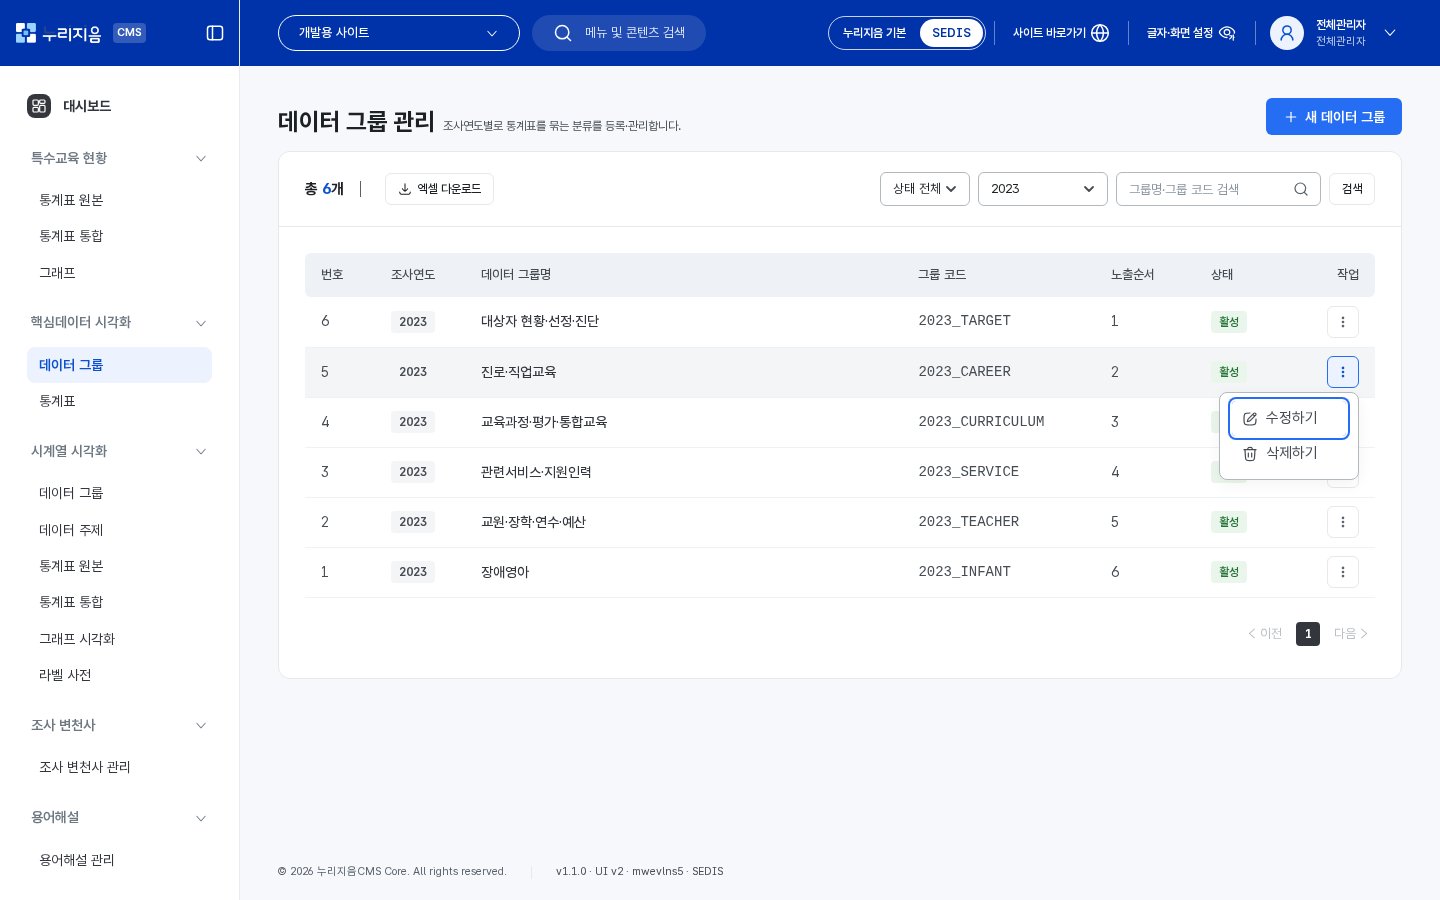 누리지음 CMS
개발용 사이트
메뉴 및 콘텐츠 검색
누리지음 기본
SEDIS
사이트 바로가기
글자·화면 설정
전체관리자
전체관리자
대시보드
특수교육 현황
통계표 원본
통계표 통합
그래프
핵심데이터 시각화
데이터 그룹
통계표
시계열 시각화
데이터 그룹
데이터 주제
통계표 원본
통계표 통합
그래프 시각화
라벨 사전
조사 변천사
조사 변천사 관리
용어해설
용어해설 관리
데이터 그룹 관리 조사연도별로 통계표를 묶는 분류를 등록·관리합니다.
새 데이터 그룹
총 6개
엑셀 다운로드
상태 전체
2023
그룹명·그룹 코드 검색
검색
번호 조사연도 데이터 그룹명 그룹 코드 노출순서 상태 작업
6 2023 대상자 현황·선정·진단 2023_TARGET 1 활성
5 2023 진로·직업교육 2023_CAREER 2 활성
4 2023 교육과정·평가·통합교육 2023_CURRICULUM 3
3 2023 관련서비스·지원인력 2023_SERVICE 4
2 2023 교원·장학·연수·예산 2023_TEACHER 5 활성
1 2023 장애영아 2023_INFANT 6 활성
수정하기
삭제하기
이전 1 다음
© 2026 누리지음CMS Core. All rights reserved.
v1.1.0 · UI v2 · mwevlns5 · SEDIS